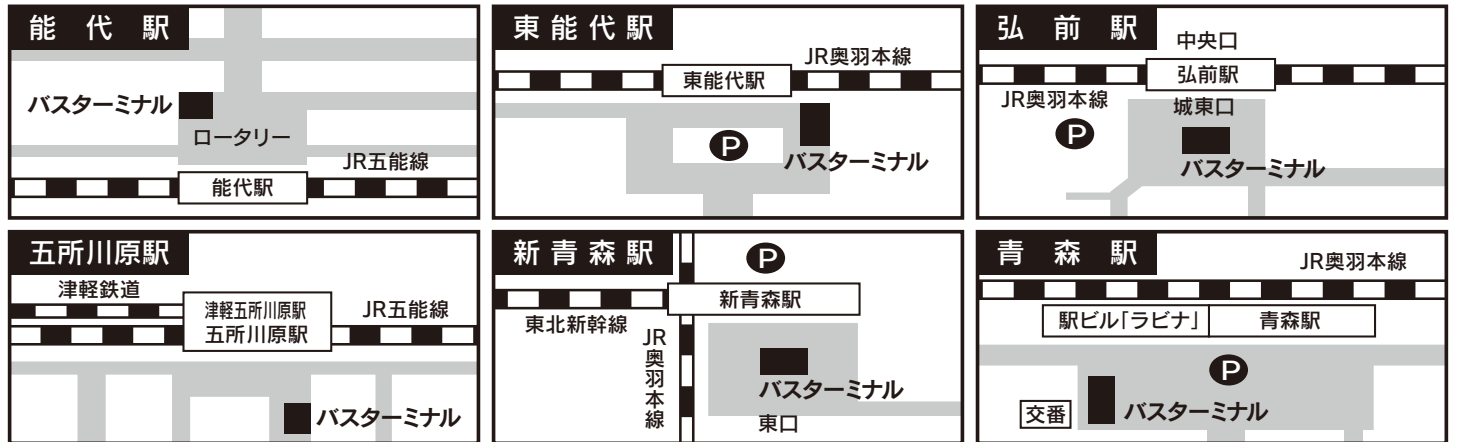 能代駅
バスターミナル
ロータリー
JR五能線
能代駅
東能代駅
JR奥羽本線
東能代駅
P
バスターミナル
弘前駅
中央口
弘前駅
JR奥羽本線
城東口
P
バスターミナル
五所川原駅
津軽鉄道
津軽五所川原駅
五所川原駅
JR五能線
バスターミナル
新青森駅
P
新青森駅
東北新幹線
JR奥羽本線
バスターミナル
東口
青森駅
JR奥羽本線
駅ビル「ラビナ」
青森駅
P
交番
バスターミナル